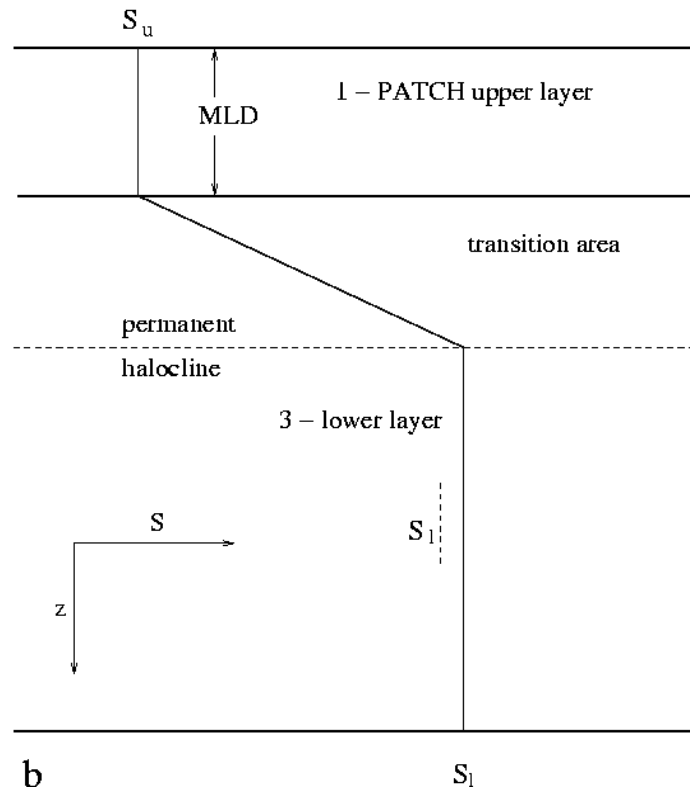 S_u
1 – PATCH upper layer
MLD
transition area
permanent
halocline
3 – lower layer
S
S_l
z
b
S_l